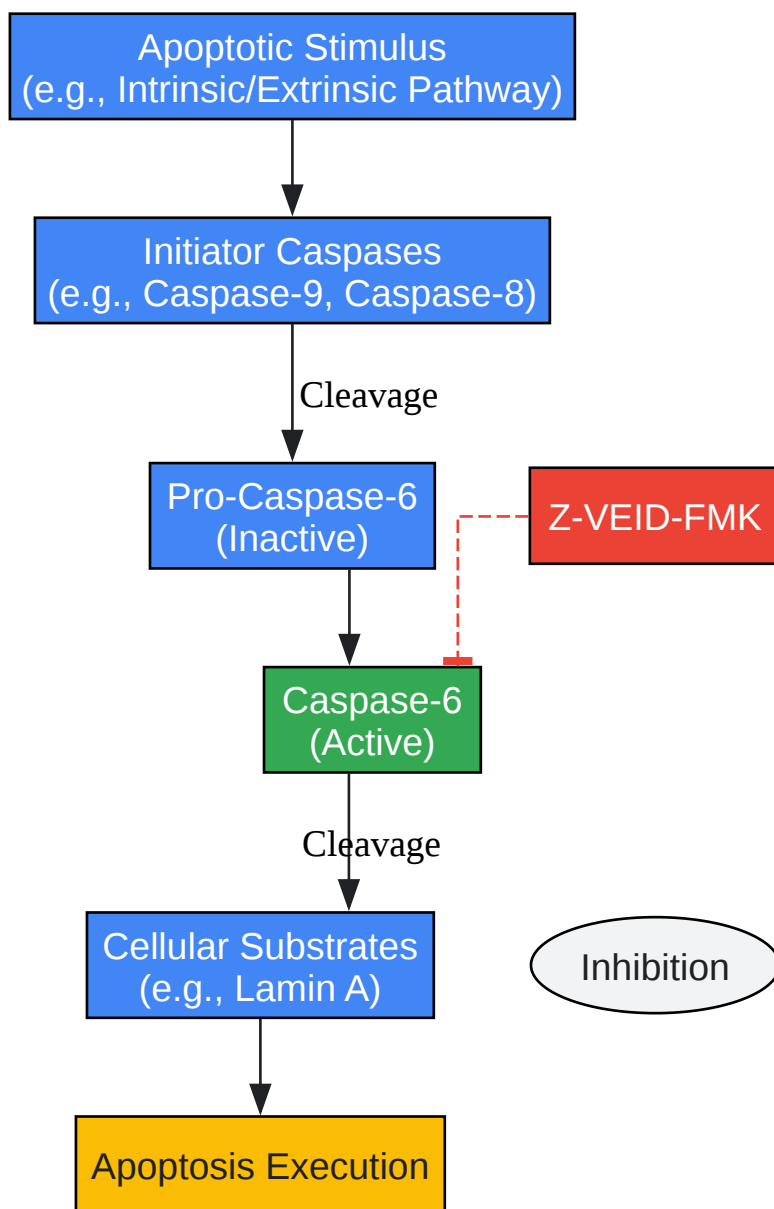 Apoptotic Stimulus
(e.g., Intrinsic/Extrinsic Pathway)
Initiator Caspases
(e.g., Caspase-9, Caspase-8)
Cleavage
Pro-Caspase-6
(Inactive)
Z-VEID-FMK
Caspase-6
(Active)
Cleavage
Cellular Substrates
(e.g., Lamin A)
Inhibition
Apoptosis Execution